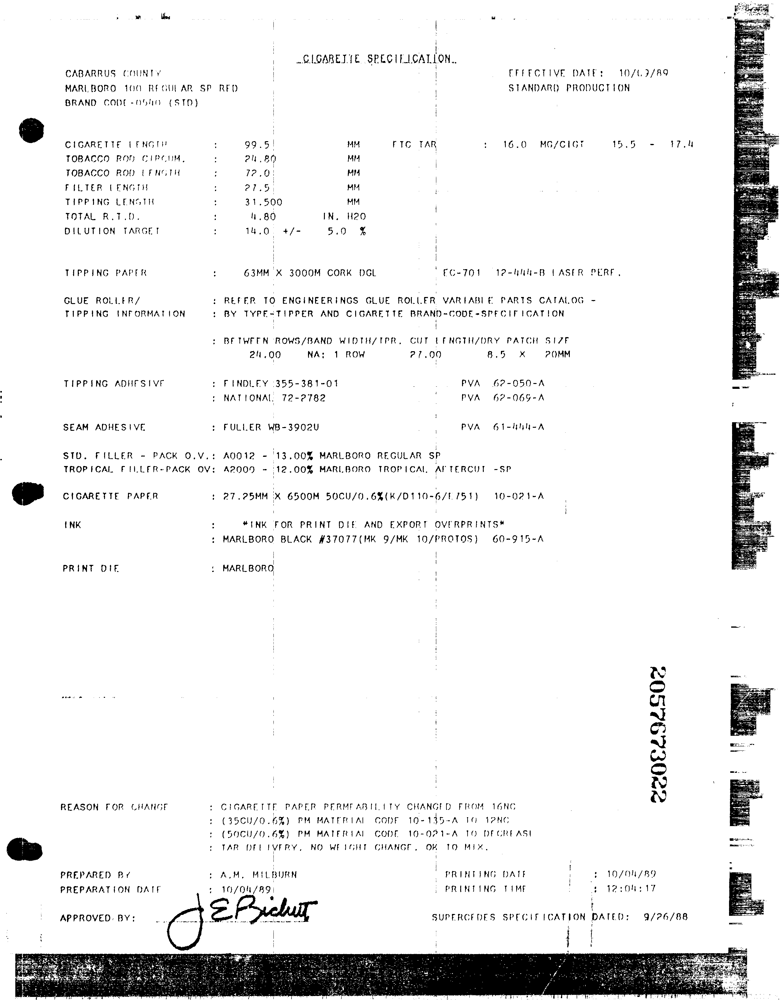 CIGARETTE SPECIFICATION
CABARRUS COUNTY
EFFECTIVE DATE: 10/09/89
MARLBORO 100 REGULAR SP RED
STANDARD PRODUCTION
BRAND CODE-0540 (STD)
CIGARETTE LENGTH : 99.5 MM FTC TAR : 16.0 MG/CIGT 15.5 - 17.4
TOBACCO ROD CIRCUM. : 24.80 MM
TOBACCO ROD LENGTH : 72.0 MM
FILTER LENGTH : 27.5 MM
TIPPING LENGTH : 31.500 MM
TOTAL R.T.D. : 4.80 IN. H20
DILUTION TARGET : 14.0 +/- 5.0 %
TIPPING PAPER : 63MM X 3000M CORK DGL FC-701 12-444-B LASER PERF.
GLUE ROLLER/ : REFER TO ENGINEERINGS GLUE ROLLER VARIABLE PARTS CATALOG -
TIPPING INFORMATION : BY TYPE-TIPPER AND CIGARETTE BRAND-CODE-SPECIFICATION
: BETWEEN ROWS/BAND WIDTH/TPR. CUT LENGTH/DRY PATCH SIZE
24.00 NA: 1 ROW 27.00 8.5 X 20MM
TIPPING ADHESIVE : FINDLEY 355-381-01 PVA 62-050-A
: NATIONAL 72-2782 PVA 62-069-A
SEAM ADHESIVE : FULLER WB-3902U PVA 61-444-A
STD. FILLER - PACK O.V.: A0012 - 13.00% MARLBORO REGULAR SP
TROPICAL FILLER-PACK OV: A2000 - 12.00% MARLBORO TROPICAL AFTERCUT -SP
CIGARETTE PAPER : 27.25MM X 6500M 50CU/0.6%(K/D110-6/E751) 10-021-A
INK : *INK FOR PRINT DIE AND EXPORT OVERPRINTS*
: MARLBORO BLACK #37077(MK 9/MK 10/PROTOS) 60-915-A
PRINT DIE : MARLBORO
2057673022
REASON FOR CHANGE : CIGARETTE PAPER PERMEABILITY CHANGED FROM 16NC
: (35CU/0.6%) PM MATERIAL CODE 10-135-A TO 12NC
: (50CU/0.6%) PM MATERIAL CODE 10-021-A TO DECREASE
: TAR DELIVERY. NO WEIGHT CHANGE. OK TO MIX.
PREPARED BY : A.M. MILBURN PRINTING DATE : 10/04/89
PREPARATION DATE : 10/04/89 PRINTING TIME : 12:04:17
APPROVED BY: J E Bickett SUPERCEDES SPECIFICATION DATED: 9/26/88